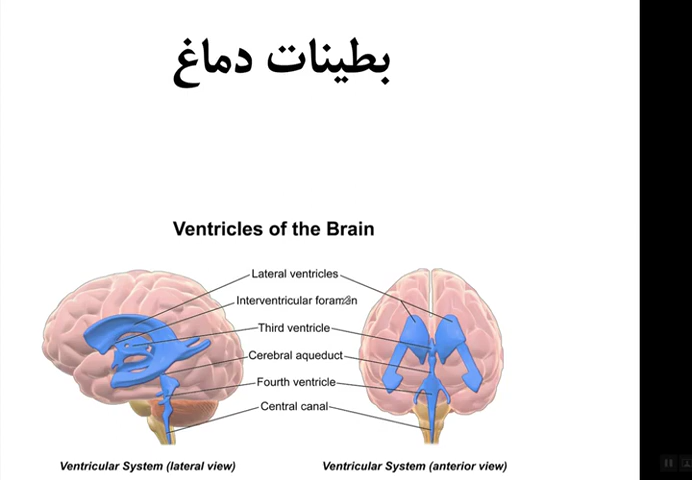 بطینات دماغ
Ventricles of the Brain
Lateral ventricles
Interventricular foramen
Third ventricle
Cerebral aqueduct
Fourth ventricle
Central canal
Ventricular System (lateral view)
Ventricular System (anterior view)